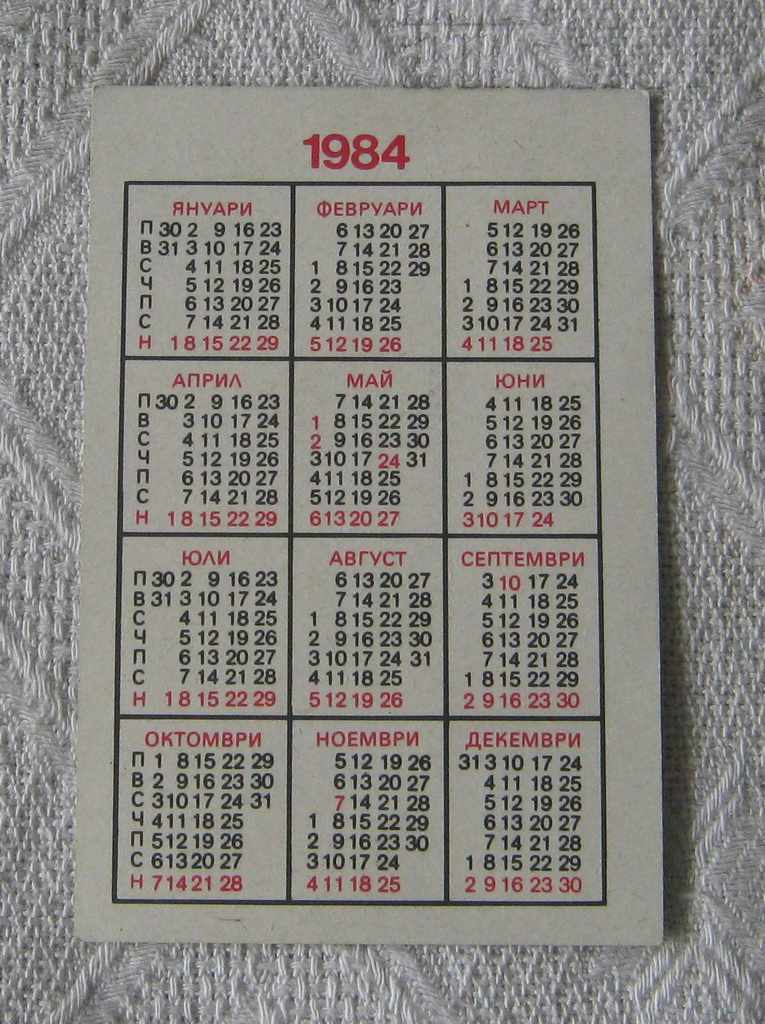 1984
ЯНУАРИ ФЕВРУАРИ МАРТ
П 30 2 9 16 23 6 13 20 27 5 12 19 26
В 31 3 10 17 24 7 14 21 28 6 13 20 27
С 4 11 18 25 1 8 15 22 29 7 14 21 28
Ч 5 12 19 26 2 9 16 23 1 8 15 22 29
П 6 13 20 27 3 10 17 24 2 9 16 23 30
С 7 14 21 28 4 11 18 25 3 10 17 24 31
Н 1 8 15 22 29 5 12 19 26 4 11 18 25
АПРИЛ МАЙ ЮНИ
П 30 2 9 16 23 7 14 21 28 4 11 18 25
В 3 10 17 24 1 8 15 22 29 5 12 19 26
С 4 11 18 25 2 9 16 23 30 6 13 20 27
Ч 5 12 19 26 3 10 17 24 31 7 14 21 28
П 6 13 20 27 4 11 18 25 1 8 15 22 29
С 7 14 21 28 5 12 19 26 2 9 16 23 30
Н 1 8 15 22 29 6 13 20 27 3 10 17 24
ЮЛИ АВГУСТ СЕПТЕМВРИ
П 30 2 9 16 23 6 13 20 27 3 10 17 24
В 31 3 10 17 24 7 14 21 28 4 11 18 25
С 4 11 18 25 1 8 15 22 29 5 12 19 26
Ч 5 12 19 26 2 9 16 23 30 6 13 20 27
П 6 13 20 27 3 10 17 24 31 7 14 21 28
С 7 14 21 28 4 11 18 25 1 8 15 22 29
Н 1 8 15 22 29 5 12 19 26 2 9 16 23 30
ОКТОМВРИ НОЕМВРИ ДЕКЕМВРИ
П 1 8 15 22 29 5 12 19 26 31 3 10 17 24
В 2 9 16 23 30 6 13 20 27 4 11 18 25
С 3 10 17 24 31 7 14 21 28 5 12 19 26
Ч 4 11 18 25 1 8 15 22 29 6 13 20 27
П 5 12 19 26 2 9 16 23 30 7 14 21 28
С 6 13 20 27 3 10 17 24 1 8 15 22 29
Н 7 14 21 28 4 11 18 25 2 9 16 23 30